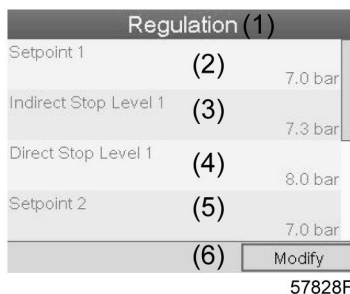 Regulation (1)
Setpoint 1
(2)
7.0 bar
Indirect Stop Level 1
(3)
7.3 bar
Direct Stop Level 1
(4)
8.0 bar
Setpoint 2
(5)
7.0 bar
(6) Modify
57828F